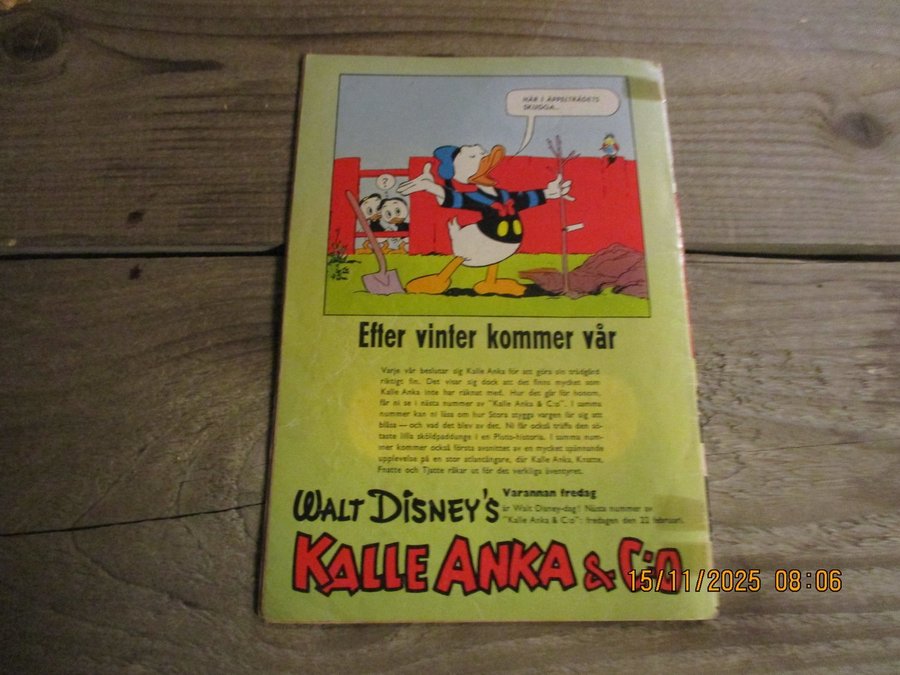 HÄR I ÄPPELTRÄDETS
SKUGGA...
?
Efter vinter kommer vår
Varje vår beslutar sig Kalle Anka för att göra sin trädgård
riktigt fin. Det visar sig dock att det finns mycket som
Kalle Anka inte har räknat med. Hur det går för honom,
får ni se i nästa nummer av "Kalle Anka & C:o". I samma
nummer kan ni läsa om hur Stora stygga vargen får sig att
blåsa — och vad det blev av det. Ni får också träffa den sö-
taste lilla sköldpaddunge i en Pluto-historia. I samma num-
mer kommer också första avsnittet av en mycket spännande
upplevelse på en stor atlantångare, där Kalle Anka, Knatte,
Fnatte och Tjatte råkar ut för det verkliga äventyret.
WALT DISNEY'S
Varannan fredag
är Walt Disney-dag! Nästa nummer av
"Kalle Anka & C:o": fredagen den 22 februari.
KALLE ANKA & C:O
15/11/2025 08:06